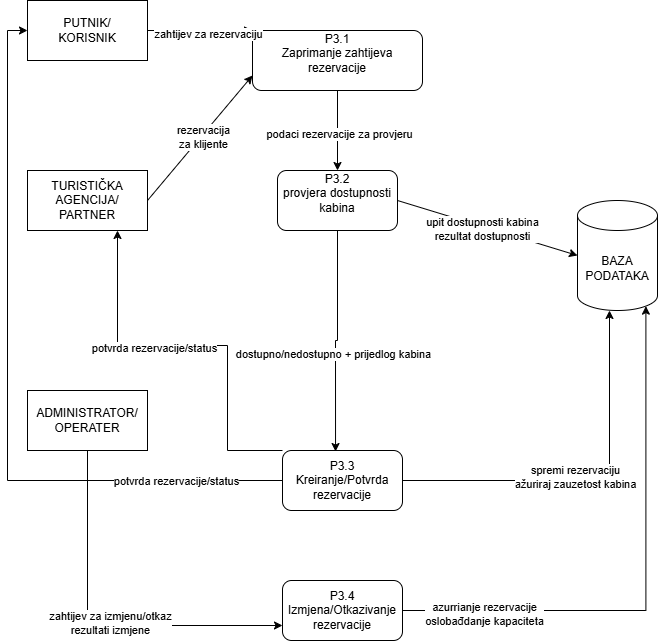 PUTNIK/
KORISNIK
zahtijev za rezervaciju
P3.1
Zaprimanje zahtijeva
rezervacije
rezervacija
za klijente
podaci rezervacije za provjeru
TURISTIČKA
AGENCIJA/
PARTNER
P3.2
provjera dostupnosti
kabina
upit dostupnosti kabina
rezultat dostupnosti
BAZA
PODATAKA
potvrda rezervacije/status
dostupno/nedostupno + prijedlog kabina
ADMINISTRATOR/
OPERATER
P3.3
Kreiranje/Potvrda
rezervacije
potvrda rezervacije/status
spremi rezervaciju
ažuriraj zauzetost kabina
zahtijev za izmjenu/otkaz
rezultati izmjene
P3.4
Izmjena/Otkazivanje
rezervacije
azurrianje rezervacije
oslobađdanje kapaciteta